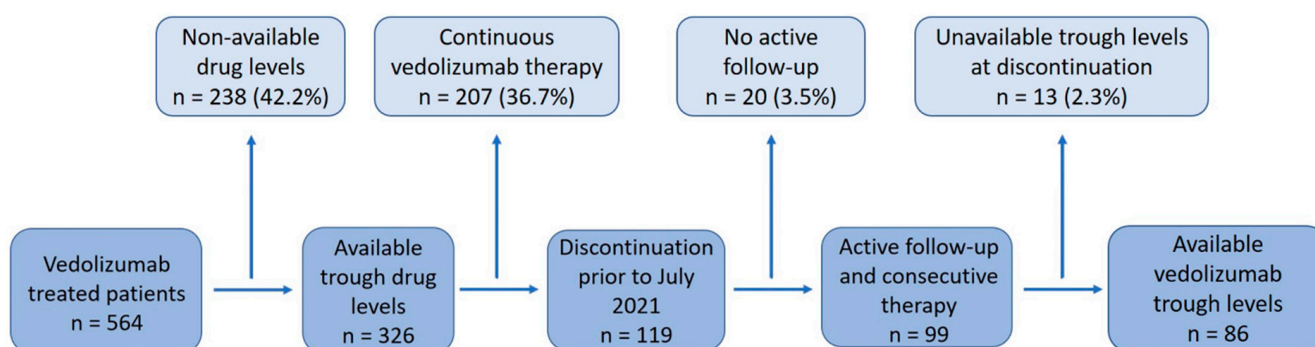 Non-available
drug levels
n = 238 (42.2%)
Continuous
vedolizumab therapy
n = 207 (36.7%)
No active
follow-up
n = 20 (3.5%)
Unavailable trough levels
at discontinuation
n = 13 (2.3%)
Vedolizumab
treated patients
n = 564
Available
trough drug
levels
n = 326
Discontinuation
prior to July
2021
n = 119
Active follow-up
and consecutive
therapy
n = 99
Available
vedolizumab
trough levels
n = 86